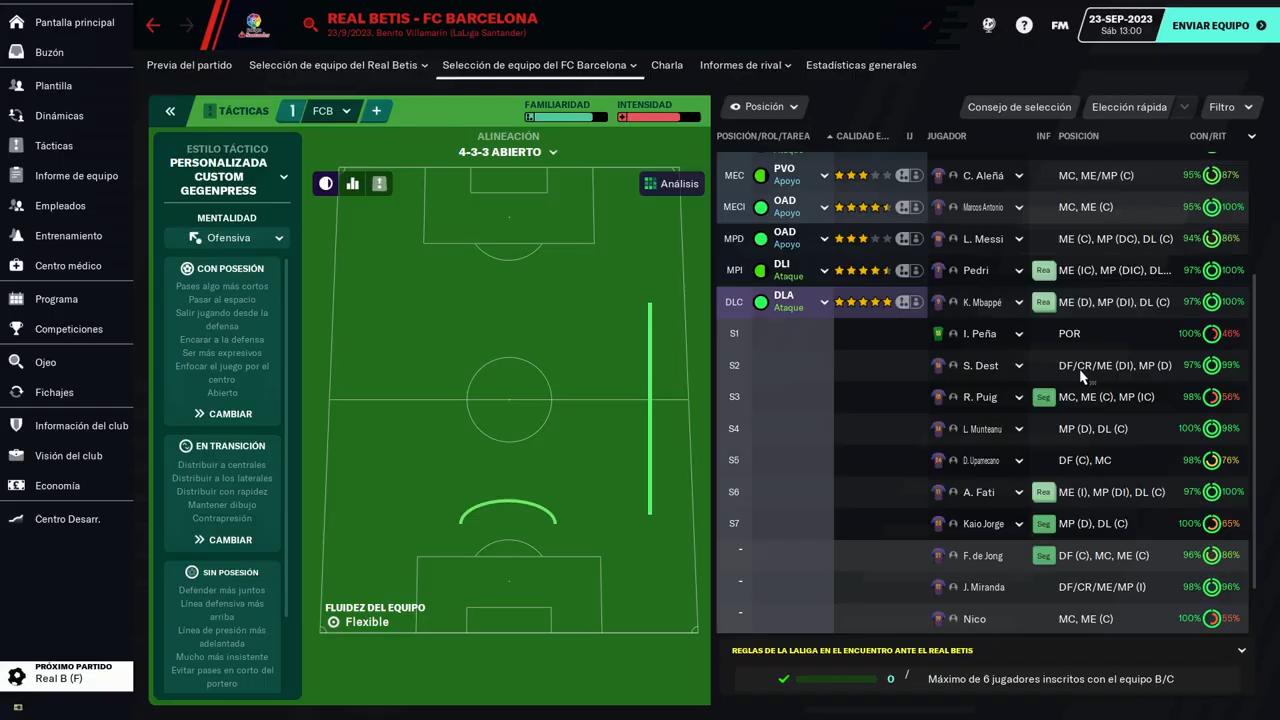 Pantalla principal
Buzón
Plantilla
Dinámicas
Tácticas
Informe de equipo
Empleados
Entrenamiento
Centro médico
Programa
Competiciones
Ojeo
Fichajes
Información del club
Visión del club
Economía
Centro Desarr.
PRÓXIMO PARTIDO
Real B (F)
REAL BETIS - FC BARCELONA
23/9/2023, Benito Villamarín (LaLiga Santander)
FM
23-SEP-2023
Sáb 13:00
ENVIAR EQUIPO
Previa del partido
Selección de equipo del Real Betis
Selección de equipo del FC Barcelona
Charla
Informes de rival
Estadísticas generales
TÁCTICAS
1
FCB
+
FAMILIARIDAD
INTENSIDAD
ESTILO TÁCTICO
PERSONALIZADA
CUSTOM
GEGENPRESS
MENTALIDAD
Ofensiva
CON POSESIÓN
Pases algo más cortos
Pasar al espacio
Salir jugando desde la
defensa
Encarar a la defensa
Ser más expresivos
Enfocar el juego por el
centro
Abierto
CAMBIAR
EN TRANSICIÓN
Distribuir a centrales
Distribuir a los laterales
Distribuir con rapidez
Mantener dibujo
Contrapresión
CAMBIAR
SIN POSESIÓN
Defender más juntos
Línea defensiva más
arriba
Línea de presión más
adelantada
Mucho más insistente
Evitar pases en corto del
portero
ALINEACIÓN
4-3-3 ABIERTO
Análisis
FLUIDEZ DEL EQUIPO
Flexible
Posición
Consejo de selección
Elección rápida
Filtro
POSICIÓN/ROL/TAREA CALIDAD E... IJ JUGADOR INF POSICIÓN CON/RIT
MEC PVO Apoyo C. Aleñá MC, ME/MP (C) 95% 87%
MECI OAD Apoyo Marcos Antonio MC, ME (C) 95% 100%
MPD OAD Apoyo L. Messi ME (C), MP (DC), DL (C) 94% 86%
MPI DLI Ataque Pedri Rea ME (IC), MP (DIC), DL... 97% 100%
DLC DLA Ataque K. Mbappé Rea ME (D), MP (DI), DL (C) 97% 100%
S1 I. Peña POR 100% 46%
S2 S. Dest DF/CR/ME (DI), MP (D) 97% 99%
S3 R. Puig Seg MC, ME (C), MP (IC) 98% 56%
S4 L. Munteanu MP (D), DL (C) 100% 98%
S5 D. Upamecano DF (C), MC 98% 76%
S6 A. Fati Rea ME (I), MP (DI), DL (C) 97% 100%
S7 Kaio Jorge Seg MP (D), DL (C) 100% 65%
- F. de Jong Seg DF (C), MC, ME (C) 96% 86%
- J. Miranda DF/CR/ME/MP (I) 98% 96%
- Nico MC, ME (C) 100% 55%
REGLAS DE LA LALIGA EN EL ENCUENTRO ANTE EL REAL BETIS
0 / Máximo de 6 jugadores inscritos con el equipo B/C